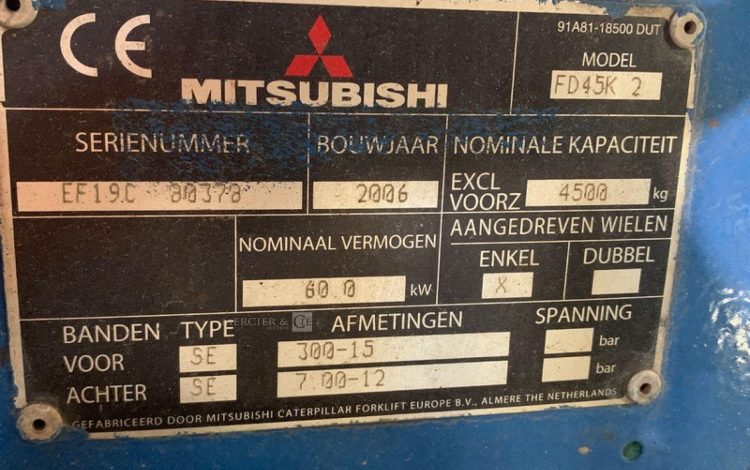 CE
91A81-18500 DUT
MITSUBISHI
MODEL
FD45K 2
SERIENUMMER
EF19C 80378
BOUWJAAR
2006
NOMINALE KAPACITEIT
EXCL VOORZ 4500 kg
NOMINAAL VERMOGEN
60 0 kW
AANGEDREVEN WIELEN
ENKEL DUBBEL
X
BANDEN TYPE AFMETINGEN SPANNING
VOOR SE 300-15 bar
ACHTER SE 7 00-12 bar
GEFABRICEERD DOOR MITSUBISHI CATERPILLAR FORKLIFT EUROPE B.V., ALMERE THE NETHERLANDS